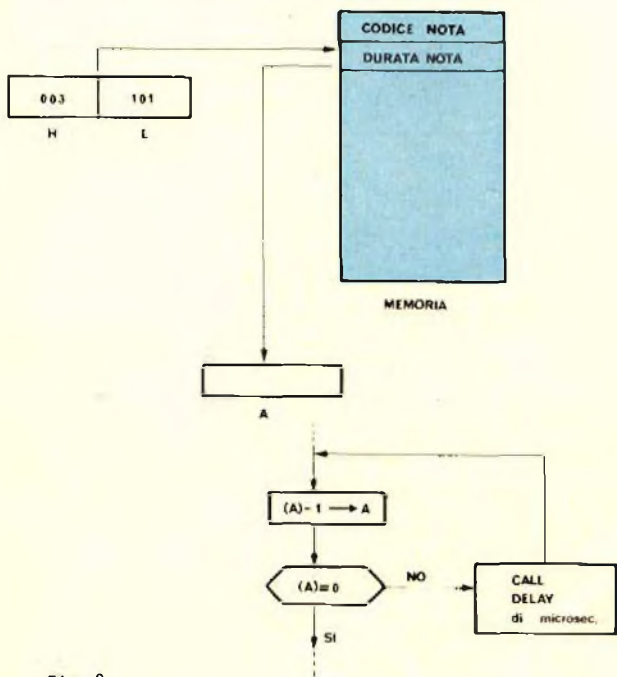 CODICE NOTA
DURATA NOTA
003 101
H L
MEMORIA
A
(A)-1 → A
(A)=0
NO
CALL
DELAY
di microsec.
SI